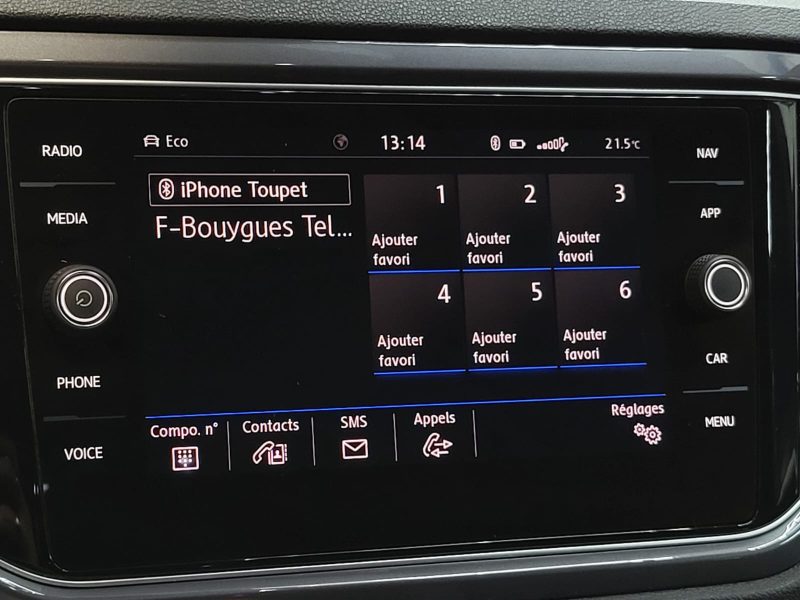 RADIO
MEDIA
PHONE
VOICE
Eco
13:14
21.5°C
iPhone Toupet
F-Bouygues Tel...
1
Ajouter
favori
2
Ajouter
favori
3
Ajouter
favori
4
Ajouter
favori
5
Ajouter
favori
6
Ajouter
favori
Compo. n°
Contacts
SMS
Appels
Réglages
NAV
APP
CAR
MENU